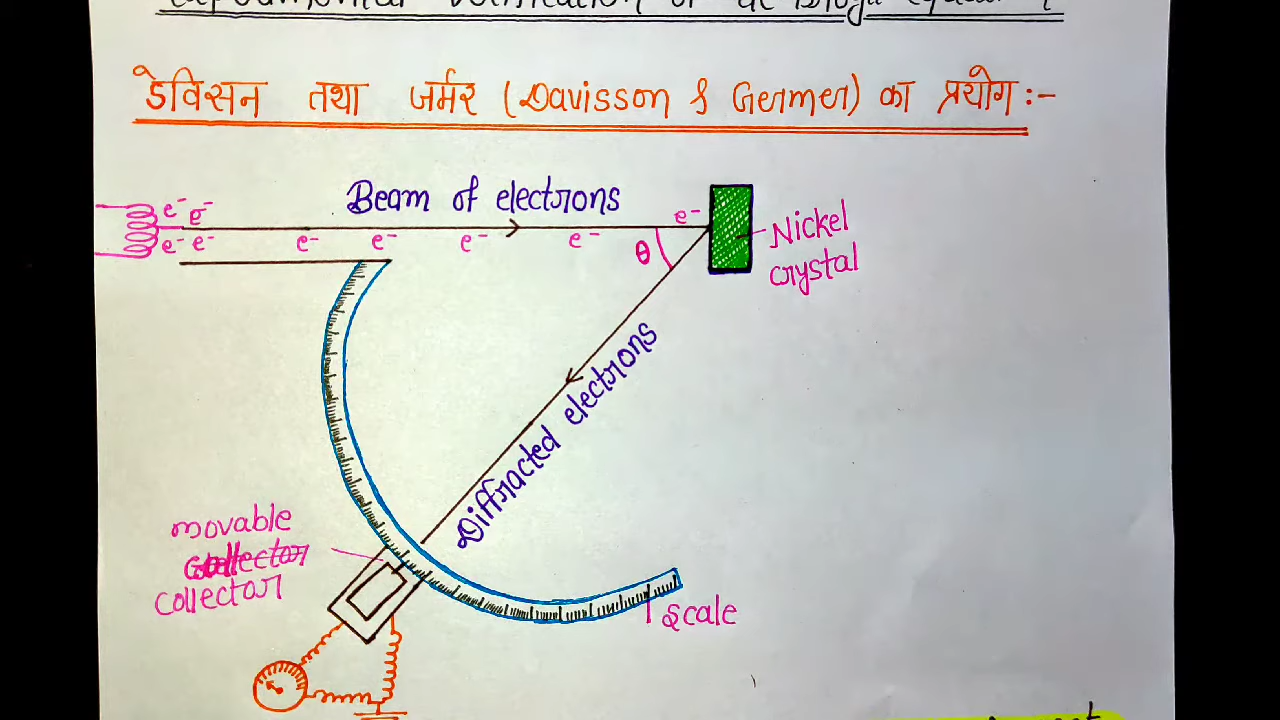 डेविसन तथा जर्मर (Davisson & Germer) का प्रयोग :-
Beam of electrons
e⁻ e⁻
e⁻ e⁻ e⁻ e⁻ e⁻ e⁻ e⁻
θ
Nickel
crystal
Diffracted electrons
movable
collector
scale